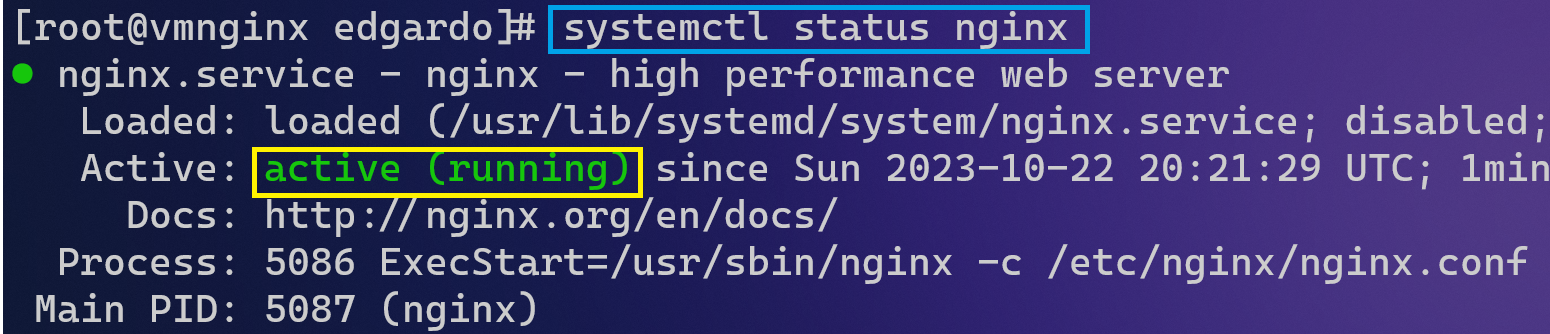 [root@vmnginx edgardo]# systemctl status nginx
● nginx.service - nginx - high performance web server
Loaded: loaded (/usr/lib/systemd/system/nginx.service; disabled;
Active: active (running) since Sun 2023-10-22 20:21:29 UTC; 1min
Docs: http://nginx.org/en/docs/
Process: 5086 ExecStart=/usr/sbin/nginx -c /etc/nginx/nginx.conf
Main PID: 5087 (nginx)